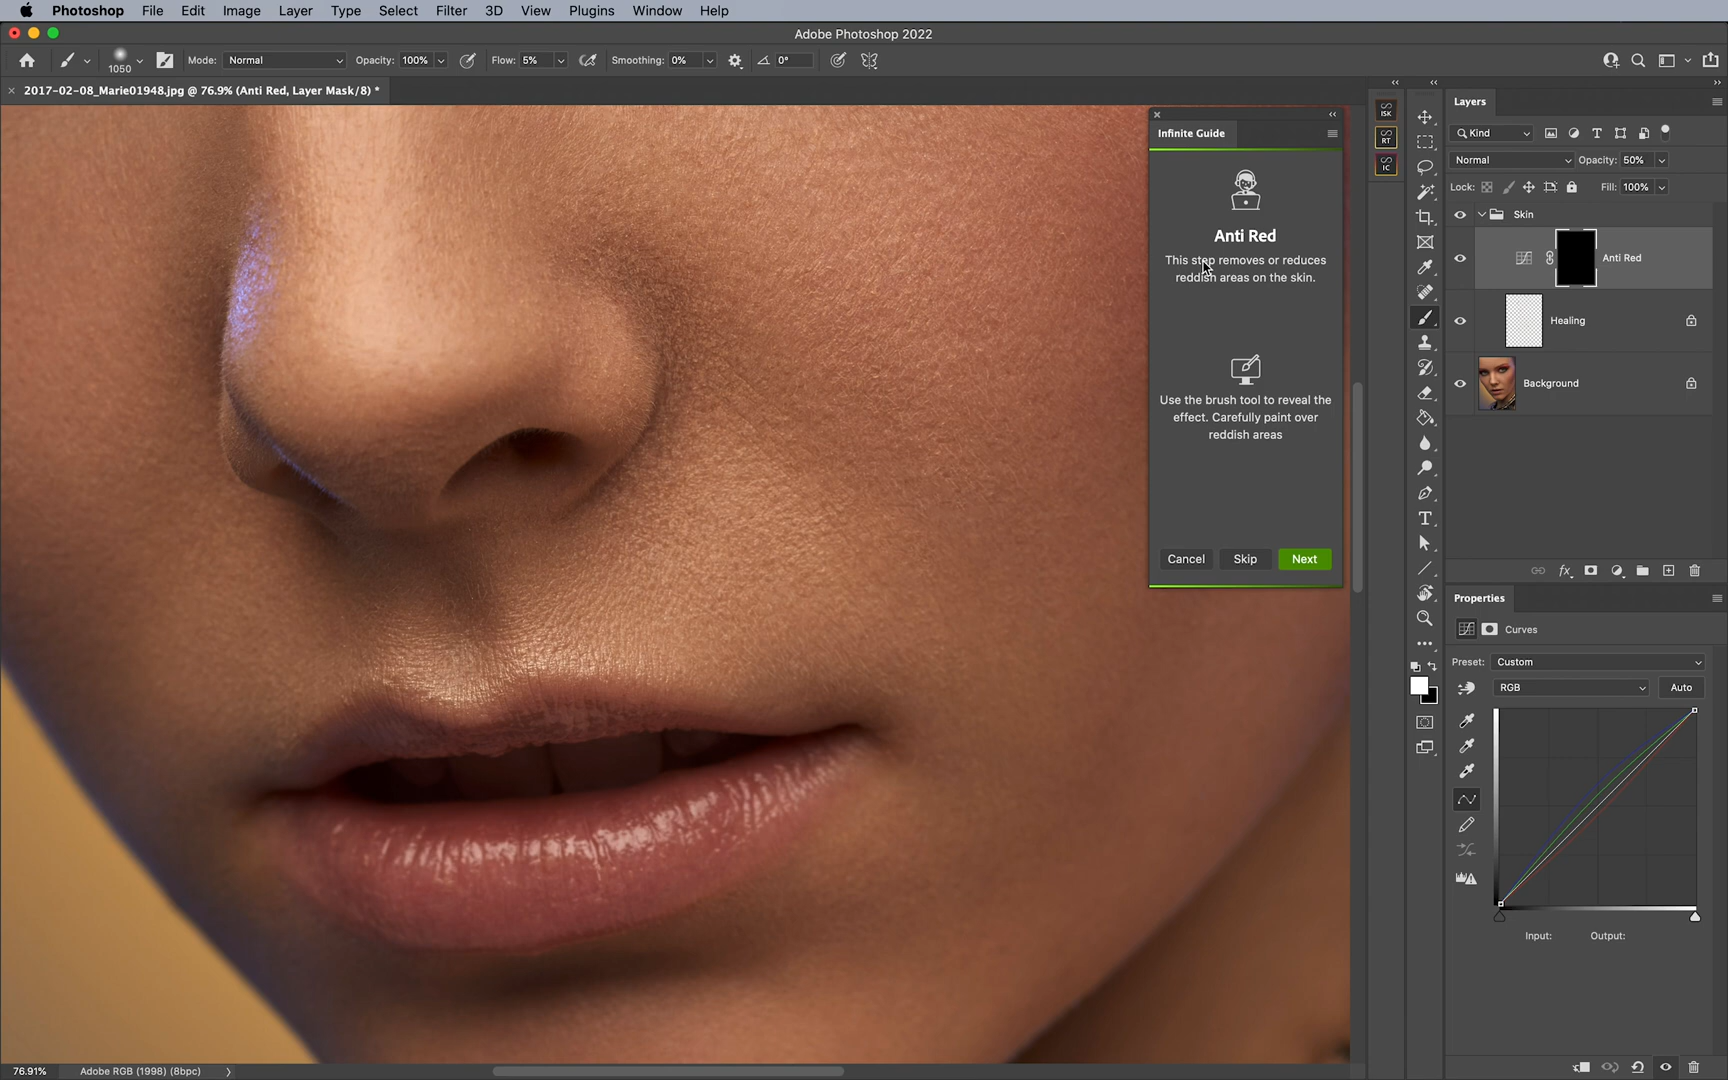 Photoshop File Edit Image Layer Type Select Filter 3D View Plugins Window Help
Adobe Photoshop 2022
1050 Mode: Normal Opacity: 100% Flow: 5% Smoothing: 0% 0°
2017-02-08_Marie01948.jpg @ 76.9% (Anti Red, Layer Mask/8) *
Infinite Guide
Anti Red
This step removes or reduces
reddish areas on the skin.
Use the brush tool to reveal the
effect. Carefully paint over
reddish areas
Cancel Skip Next
ISK
RT
IC
Layers
Kind
Normal Opacity: 50%
Lock: Fill: 100%
Skin
Anti Red
Healing
Background
fx
Properties
Curves
Preset: Custom
RGB Auto
Input: Output:
76.91% Adobe RGB (1998) (8bpc)